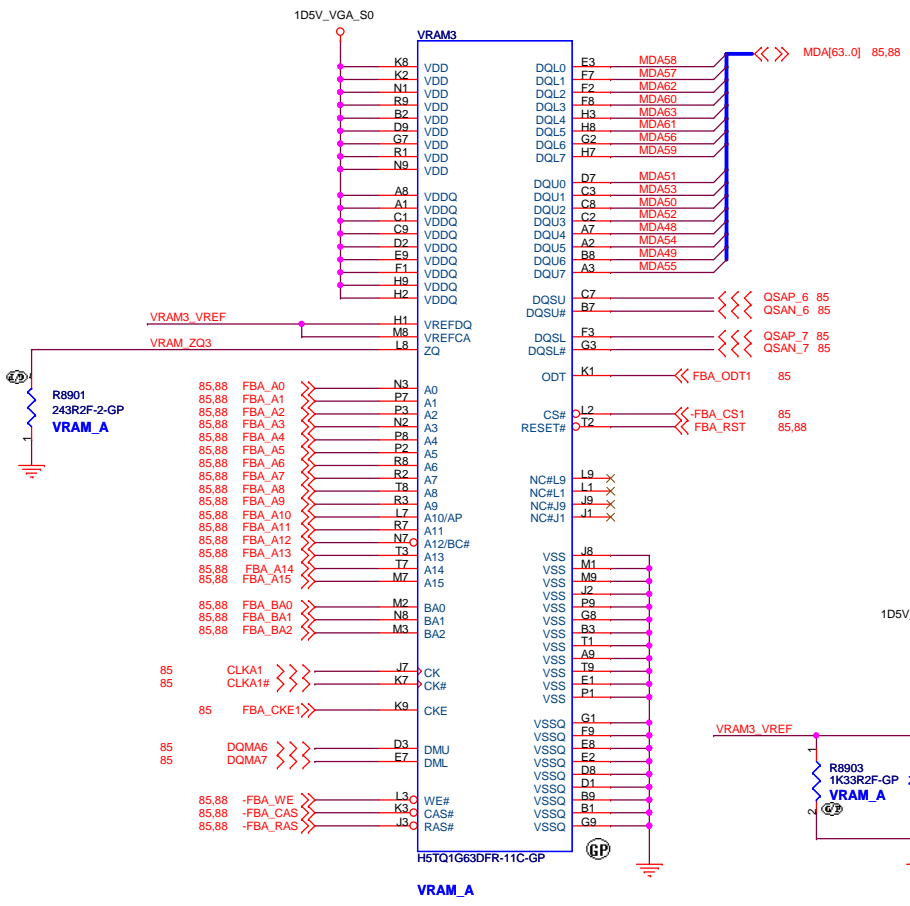 1D5V_VGA_S0
VRAM3
K8 VDD DQL0 E3 MDA58 MDA[63..0] 85,88
K2 VDD DQL1 F7 MDA57
N1 VDD DQL2 F2 MDA62
R9 VDD DQL3 F8 MDA60
B2 VDD DQL4 H3 MDA63
D9 VDD DQL5 H8 MDA61
G7 VDD DQL6 G2 MDA56
R1 VDD DQL7 H7 MDA59
N9 VDD
A8 VDDQ DQU0 D7 MDA51
A1 VDDQ DQU1 C3 MDA53
C1 VDDQ DQU2 C8 MDA50
C9 VDDQ DQU3 C2 MDA52
D2 VDDQ DQU4 A7 MDA48
E9 VDDQ DQU5 A2 MDA54
F1 VDDQ DQU6 B8 MDA49
H9 VDDQ DQU7 A3 MDA55
H2 VDDQ DQSU C7 QSAP_6 85
DQSU# B7 QSAN_6 85
VRAM3_VREF H1 VREFDQ
M8 VREFCA DQSL F3 QSAP_7 85
VRAM_ZQ3 L8 ZQ DQSL# G3 QSAN_7 85
ODT K1 FBA_ODT1 85
R8901
243R2F-2-GP
VRAM_A
1
85,88 FBA_A0 N3 A0
85,88 FBA_A1 P7 A1
85,88 FBA_A2 P3 A2 CS# L2 -FBA_CS1 85
85,88 FBA_A3 N2 A3 RESET# T2 FBA_RST 85,88
85,88 FBA_A4 P8 A4
85,88 FBA_A5 P2 A5
85,88 FBA_A6 R8 A6
85,88 FBA_A7 R2 A7 NC#L9 L9
85,88 FBA_A8 T8 A8 NC#L1 L1
85,88 FBA_A9 R3 A9 NC#J9 J9
85,88 FBA_A10 L7 A10/AP NC#J1 J1
85,88 FBA_A11 R7 A11
85,88 FBA_A12 N7 A12/BC#
85,88 FBA_A13 T3 A13 VSS J8
85,88 FBA_A14 T7 A14 VSS M1
85,88 FBA_A15 M7 A15 VSS M9
VSS J2
85,88 FBA_BA0 M2 BA0 VSS P9
85,88 FBA_BA1 N8 BA1 VSS G8
85,88 FBA_BA2 M3 BA2 VSS B3
VSS T1
VSS A9
85 CLKA1 J7 CK VSS T9
85 CLKA1# K7 CK# VSS E1
VSS P1
85 FBA_CKE1 K9 CKE
VSSQ G1
VSSQ F9
85 DQMA6 D3 DMU VSSQ E8
85 DQMA7 E7 DML VSSQ E2
VSSQ D8
VSSQ D1
85,88 -FBA_WE L3 WE# VSSQ B9
85,88 -FBA_CAS K3 CAS# VSSQ B1
85,88 -FBA_RAS J3 RAS# VSSQ G9
H5TQ1G63DFR-11C-GP
GP
VRAM_A
1D5V_
VRAM3_VREF
1
R8903
1K33R2F-GP
VRAM_A
2
G/P